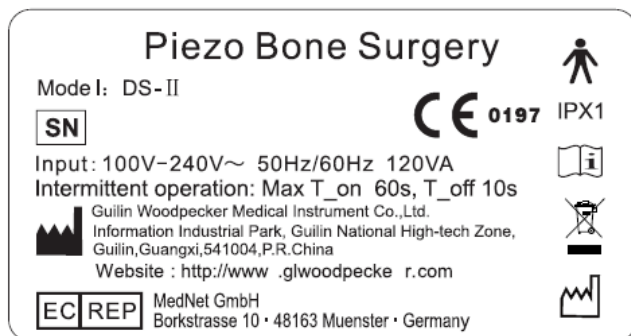 Piezo Bone Surgery
Model: DS-II
SN
CE 0197
IPX1
Input: 100V-240V~ 50Hz/60Hz 120VA
Intermittent operation: Max T_on 60s, T_off 10s
Guilin Woodpecker Medical Instrument Co.,Ltd.
Information Industrial Park, Guilin National High-tech Zone,
Guilin,Guangxi,541004,P.R.China
Website : http://www .glwoodpecke r.com
EC REP
MedNet GmbH
Borkstrasse 10 · 48163 Muenster · Germany